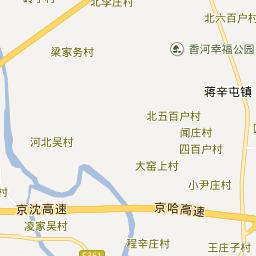 北李庄村
北六百户村
梁家务村
香河幸福公园
蒋辛屯镇
北五百户村
闻庄村
河北吴村
四百户村
大窑上村
小尹庄村
京沈高速
京哈高速
凌家吴村
程辛庄村
王庄子村
S361